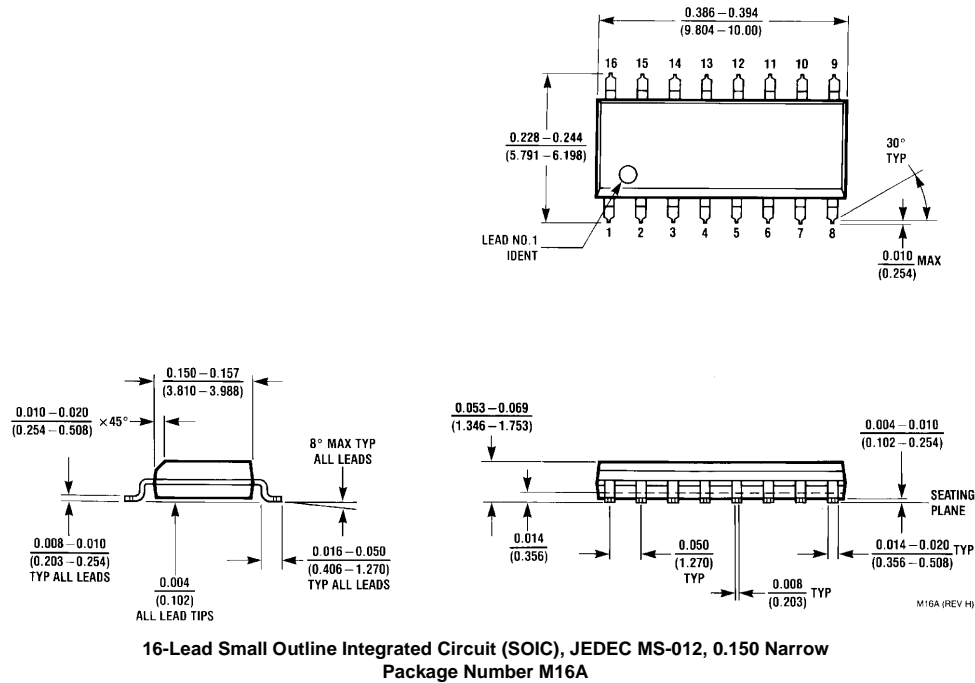 0.386 – 0.394
(9.804 – 10.00)
16 15 14 13 12 11 10 9
0.228 – 0.244
(5.791 – 6.198)
30°
TYP
LEAD NO.1
IDENT
1 2 3 4 5 6 7 8
0.010 MAX
(0.254)
0.150 – 0.157
(3.810 – 3.988)
0.010 – 0.020 × 45°
(0.254 – 0.508)
8° MAX TYP
ALL LEADS
0.008 – 0.010
(0.203 – 0.254)
TYP ALL LEADS
0.004
(0.102)
ALL LEAD TIPS
0.016 – 0.050
(0.406 – 1.270)
TYP ALL LEADS
0.053 – 0.069
(1.346 – 1.753)
0.004 – 0.010
(0.102 – 0.254)
SEATING
PLANE
0.014
(0.356)
0.050
(1.270)
TYP
0.008 TYP
(0.203)
0.014 – 0.020 TYP
(0.356 – 0.508)
M16A (REV H)
16-Lead Small Outline Integrated Circuit (SOIC), JEDEC MS-012, 0.150 Narrow
Package Number M16A